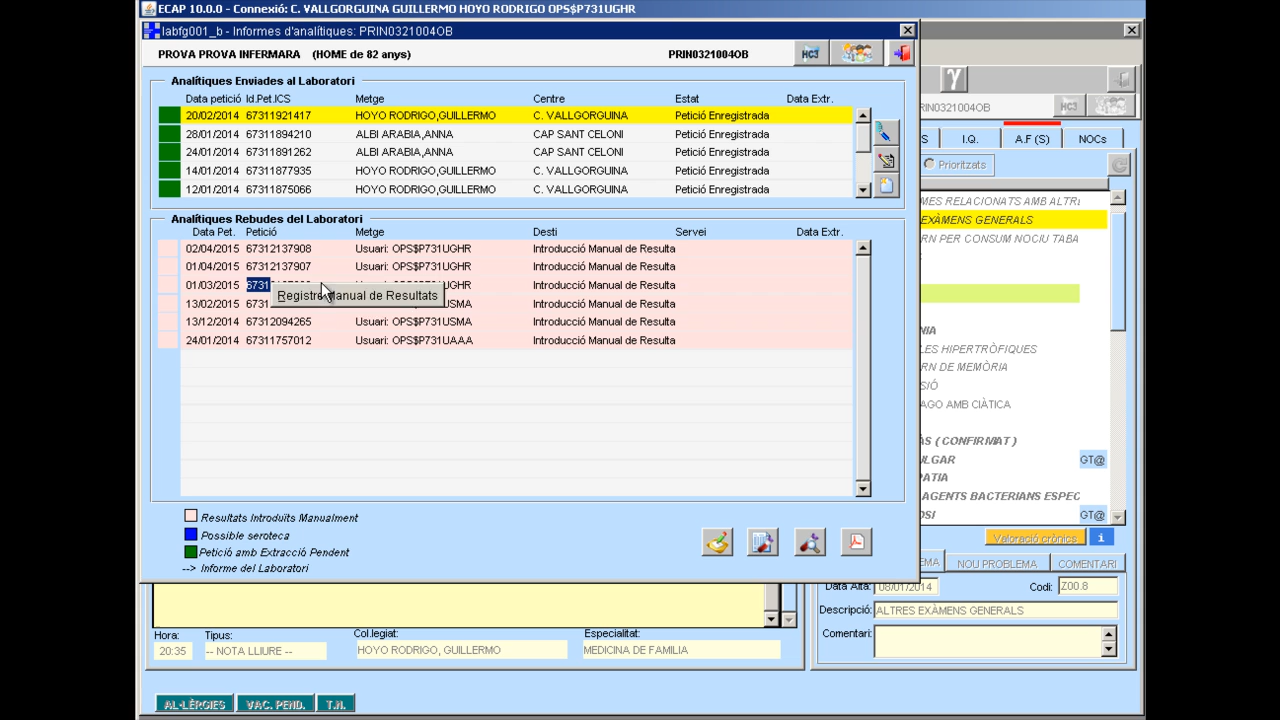 ECAP 10.0.0 - Connexió: C. VALLGORGUINA GUILLERMO HOYO RODRIGO OPS$P731UGHR
labfg001_b - Informes d'analítiques: PRIN0321004OB
PROVA PROVA INFERMARA (HOME de 82 anys) PRIN0321004OB HC3
Analítiques Enviades al Laboratori
Data petició Id.Pet.ICS Metge Centre Estat Data Extr.
20/02/2014 67311921417 HOYO RODRIGO,GUILLERMO C. VALLGORGUINA Petició Enregistrada
28/01/2014 67311894210 ALBI ARABIA,ANNA CAP SANT CELONI Petició Enregistrada
24/01/2014 67311891262 ALBI ARABIA,ANNA CAP SANT CELONI Petició Enregistrada
14/01/2014 67311877935 HOYO RODRIGO,GUILLERMO C. VALLGORGUINA Petició Enregistrada
12/01/2014 67311875066 HOYO RODRIGO,GUILLERMO C. VALLGORGUINA Petició Enregistrada
Analítiques Rebudes del Laboratori
Data Pet. Petició Metge Destí Servei Data Extr.
02/04/2015 67312137908 Usuari: OPS$P731UGHR Introducció Manual de Resulta
01/04/2015 67312137907 Usuari: OPS$P731UGHR Introducció Manual de Resulta
01/03/2015 6731 UGHR Introducció Manual de Resulta
Registre Manual de Resultats
13/02/2015 6731 USMA Introducció Manual de Resulta
13/12/2014 67312094265 Usuari: OPS$P731USMA Introducció Manual de Resulta
24/01/2014 67311757012 Usuari: OPS$P731UAAA Introducció Manual de Resulta
Resultats Introduïts Manualment
Possible seroteca
Petició amb Extracció Pendent
--> Informe del Laboratori
γ
RIN0321004OB HC3
S I.Q. A.F (S) NOCs
Prioritzats
MES RELACIONATS AMB ALTR
EXÀMENS GENERALS
RN PER CONSUM NOCIU TABA
NIA
LES HIPERTRÒFIQUES
RN DE MEMÒRIA
SIÓ
AGO AMB CIÀTICA
ÀS ( CONFIRMAT )
LGAR GT@
ATIA
AGENTS BACTERIANS ESPEC
OSI GT@
Valoració crònics i
EMA NOU PROBLEMA COMENTARI
Data Alta: 08/01/2014 Codi: Z00.8
Descripció: ALTRES EXÀMENS GENERALS
Comentari:
Hora: Tipus: Col.legiat: Especialitat:
20:35 -- NOTA LLIURE -- HOYO RODRIGO, GUILLERMO MEDICINA DE FAMILIA
AL·LÈRGIES VAC. PEND. T.N.